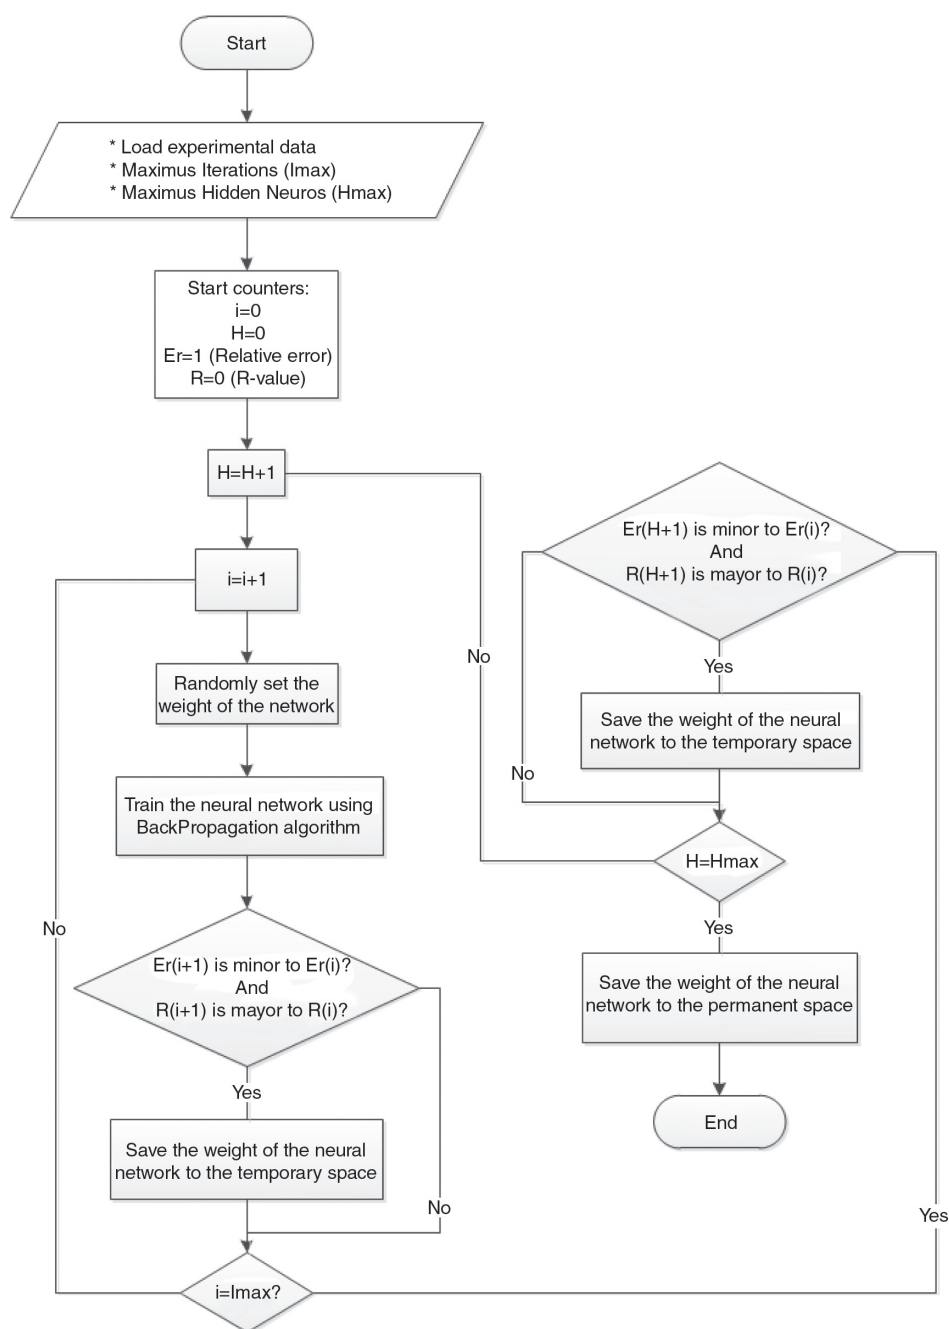 Start
* Load experimental data
* Maximus Iterations (Imax)
* Maximus Hidden Neuros (Hmax)
Start counters:
i=0
H=0
Er=1 (Relative error)
R=0 (R-value)
H=H+1
i=i+1
Randomly set the
weight of the network
Train the neural network using
BackPropagation algorithm
No
Er(i+1) is minor to Er(i)?
And
R(i+1) is mayor to R(i)?
Yes
Save the weight of the neural
network to the temporary space
No
i=Imax?
Yes
Er(H+1) is minor to Er(i)?
And
R(H+1) is mayor to R(i)?
Yes
Save the weight of the neural
network to the temporary space
No
H=Hmax
No
Yes
Save the weight of the neural
network to the permanent space
End